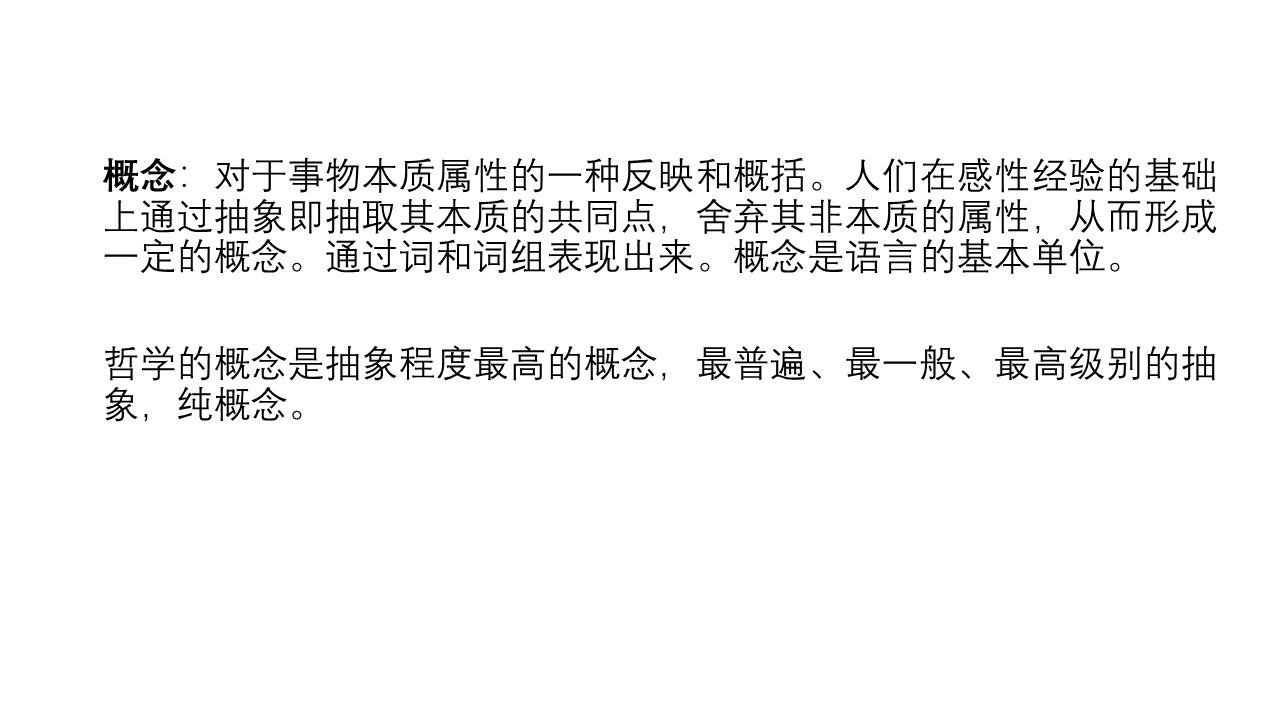 概念：对于事物本质属性的一种反映和概括。人们在感性经验的基础
上通过抽象即抽取其本质的共同点，舍弃其非本质的属性，从而形成
一定的概念。通过词和词组表现出来。概念是语言的基本单位。
哲学的概念是抽象程度最高的概念，最普遍、最一般、最高级别的抽
象，纯概念。